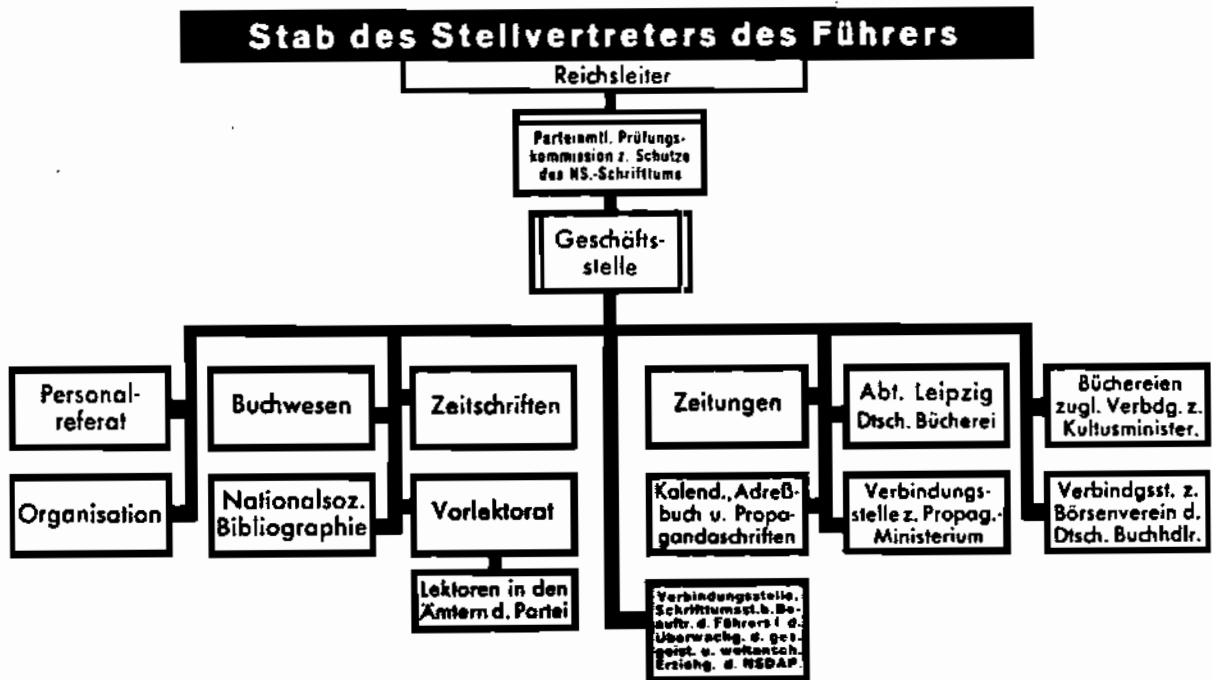 Stab des Stellvertreters des Führers
Reichsleiter
Parteiamtl. Prüfungs-
kommission z. Schutze
des NS.-Schrifttums
Geschäfts-
stelle
Personal-
referat
Buchwesen
Zeitschriften
Zeitungen
Abt. Leipzig
Dtsch. Bücherei
Büchereien
zugl. Verbdg. z.
Kultusminister.
Organisation
Nationalsoz.
Bibliographie
Vorlektorat
Kalend., Adreß-
buch u. Propa-
gandaschriften
Verbindungs-
stelle z. Propag.-
Ministerium
Verbindgsst. z.
Börsenverein d.
Dtsch. Buchhdlr.
Lektoren in den
Ämtern d. Partei
Verbindungsstelle.
Schrifttumsst. b. Be-
auftr. d. Führers f. d.
Überwachg. d. ges.
geist. u. weltansch.
Erziehg. d. NSDAP.